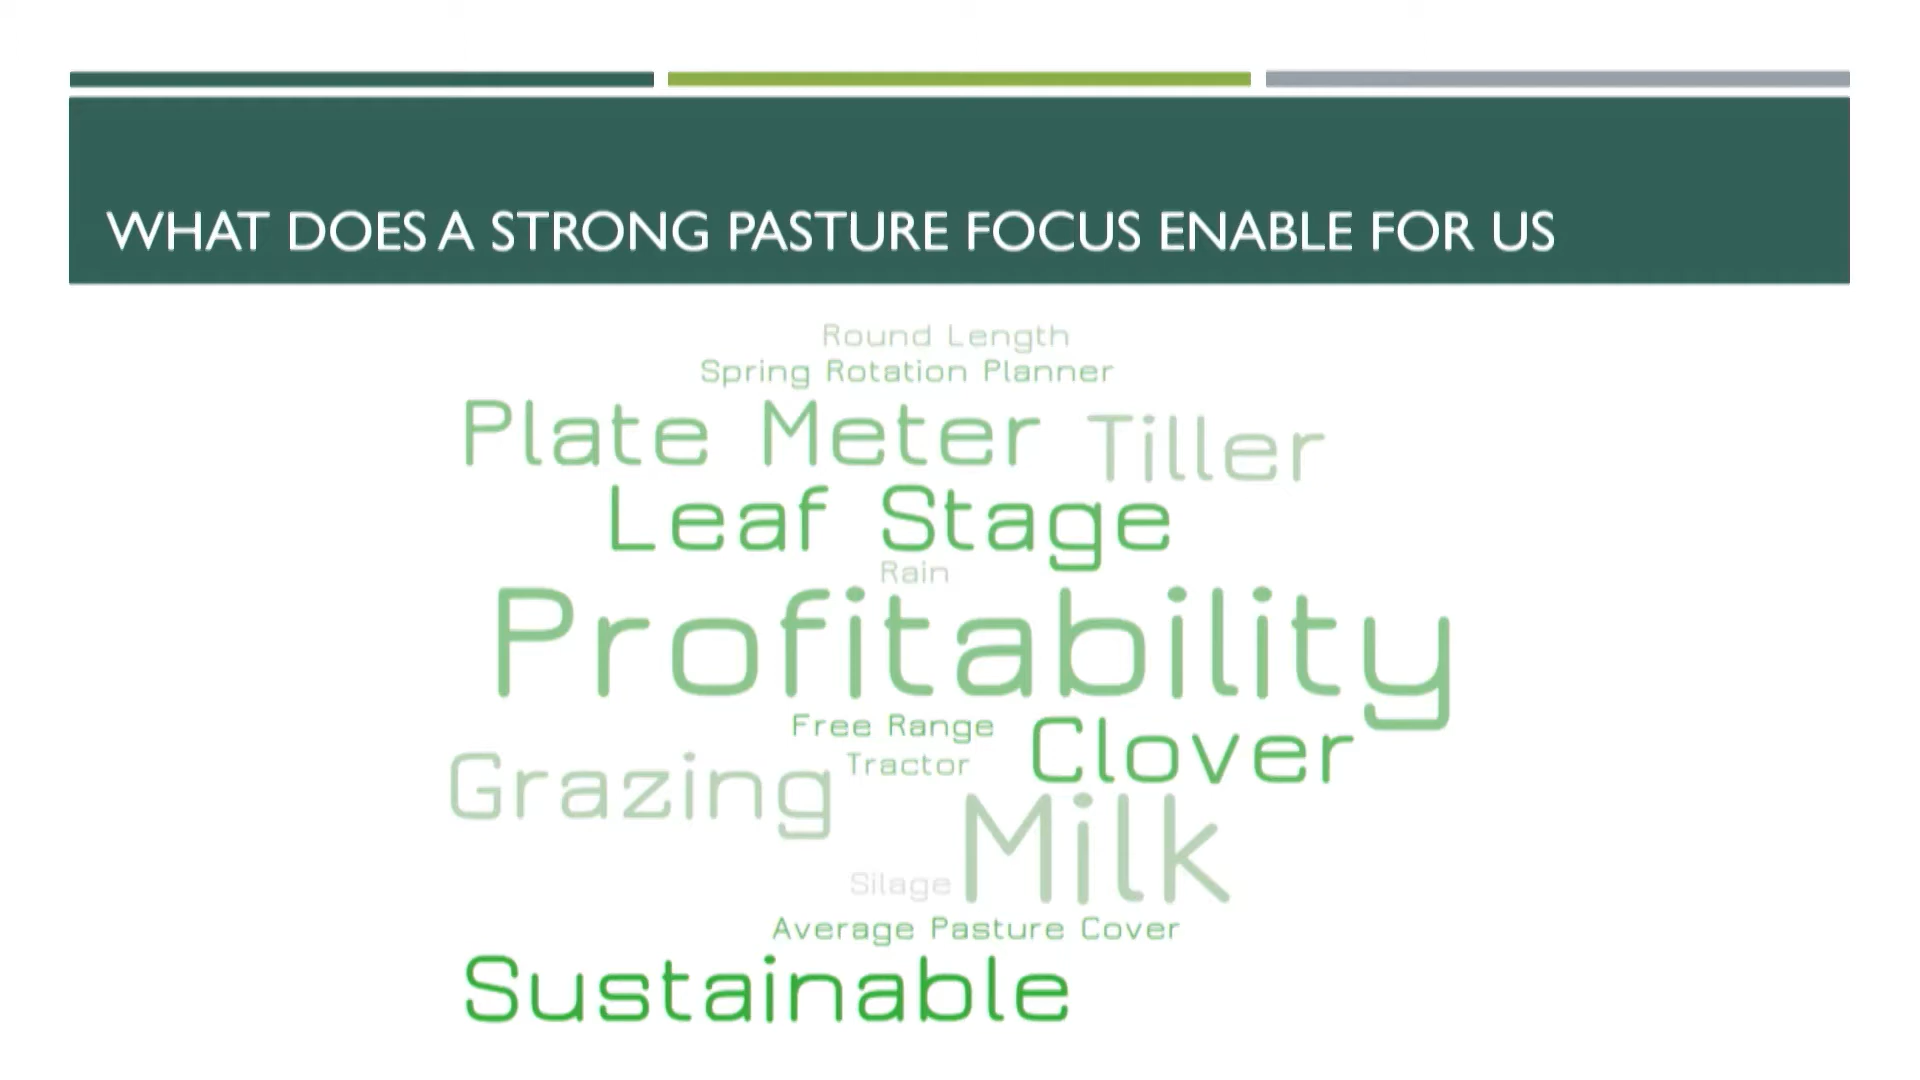 WHAT DOES A STRONG PASTURE FOCUS ENABLE FOR US
Round Length
Spring Rotation Planner
Plate Meter Tiller
Leaf Stage
Rain
Profitability
Free Range
Clover
Tractor
Grazing
Milk
Silage
Average Pasture Cover
Sustainable